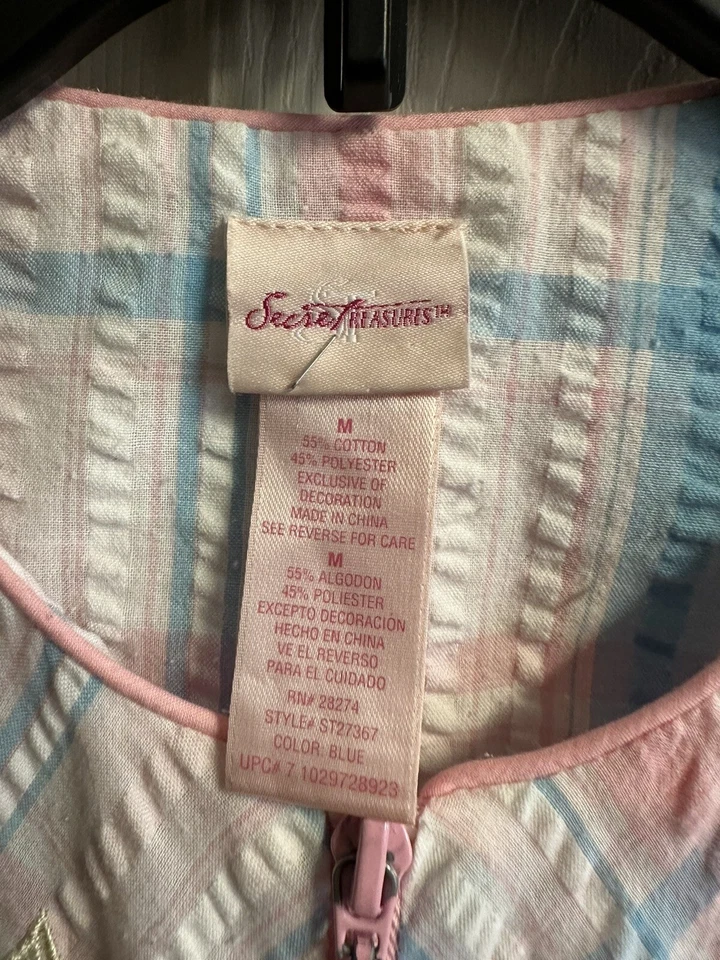 Secret TREASURES™
M
55% COTTON
45% POLYESTER
EXCLUSIVE OF
DECORATION
MADE IN CHINA
SEE REVERSE FOR CARE
M
55% ALGODON
45% POLIESTER
EXCEPTO DECORACIÓN
HECHO EN CHINA
VE EL REVERSO
PARA EL CUIDADO
RN# 28274
STYLE# ST27367
COLOR: BLUE
UPC# 7 1029728923